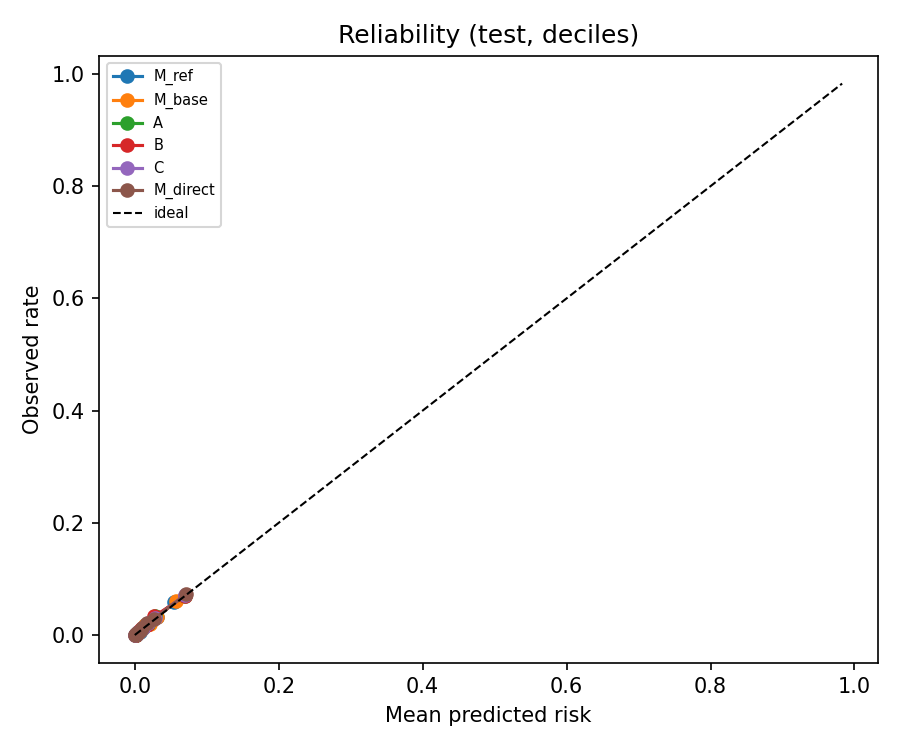 Reliability (test, deciles)
M_ref
M_base
A
B
C
M_direct
ideal
1.0
0.8
0.6
0.4
0.2
0.0
Observed rate
0.0 0.2 0.4 0.6 0.8 1.0
Mean predicted risk